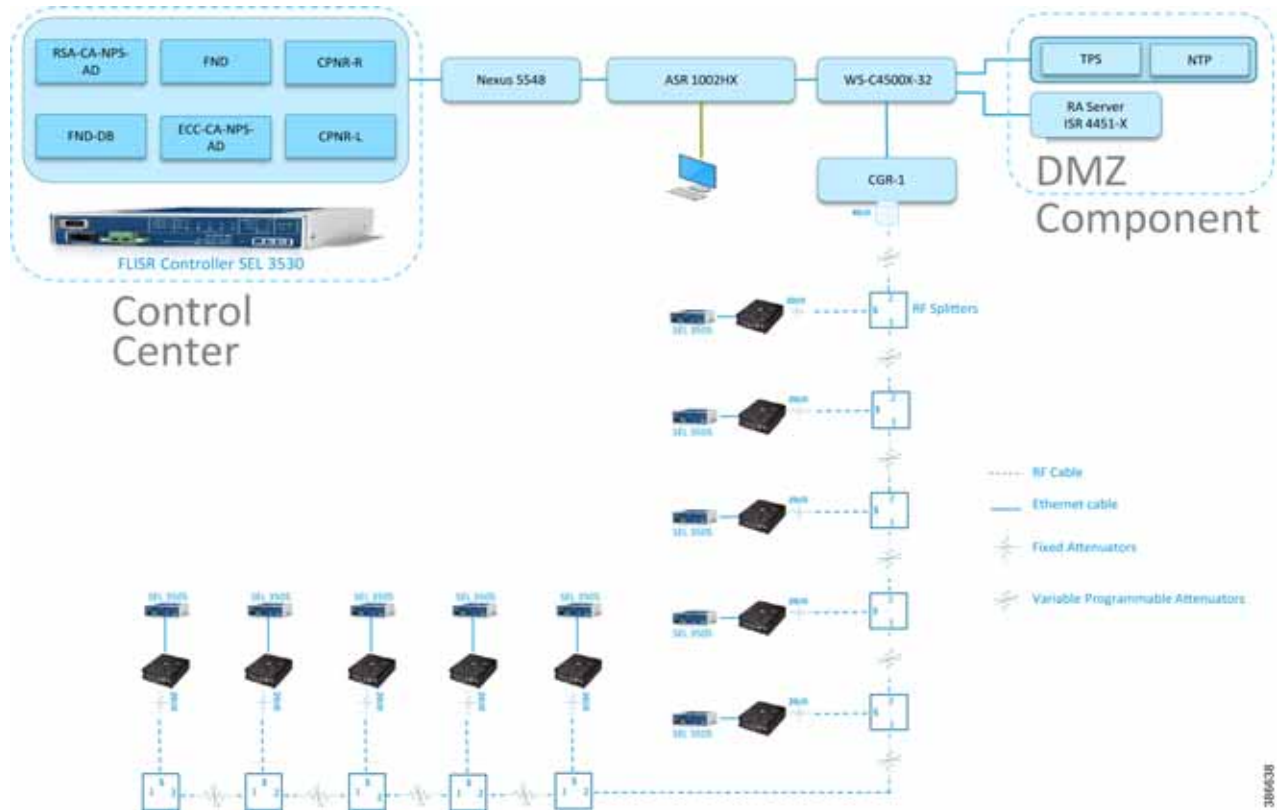 RSA-CA-NPS-
AD
FND
CPNR-R
FND-DB
ECC-CA-NPS-
AD
CPNR-L
FLISR Controller SEL 3530
Control
Center
Nexus 5548
ASR 1002HX
WS-C4500X-32
TPS
NTP
RA Server
ISR 4451-X
DMZ
Component
CGR-1
RF Splitters
SEL 3505
SEL 3505
SEL 3505
SEL 3505
SEL 3505
RF Cable
Ethernet cable
Fixed Attenuators
Variable Programmable Attenuators
SEL 3505
SEL 3505
SEL 3505
SEL 3505
SEL 3505
386638